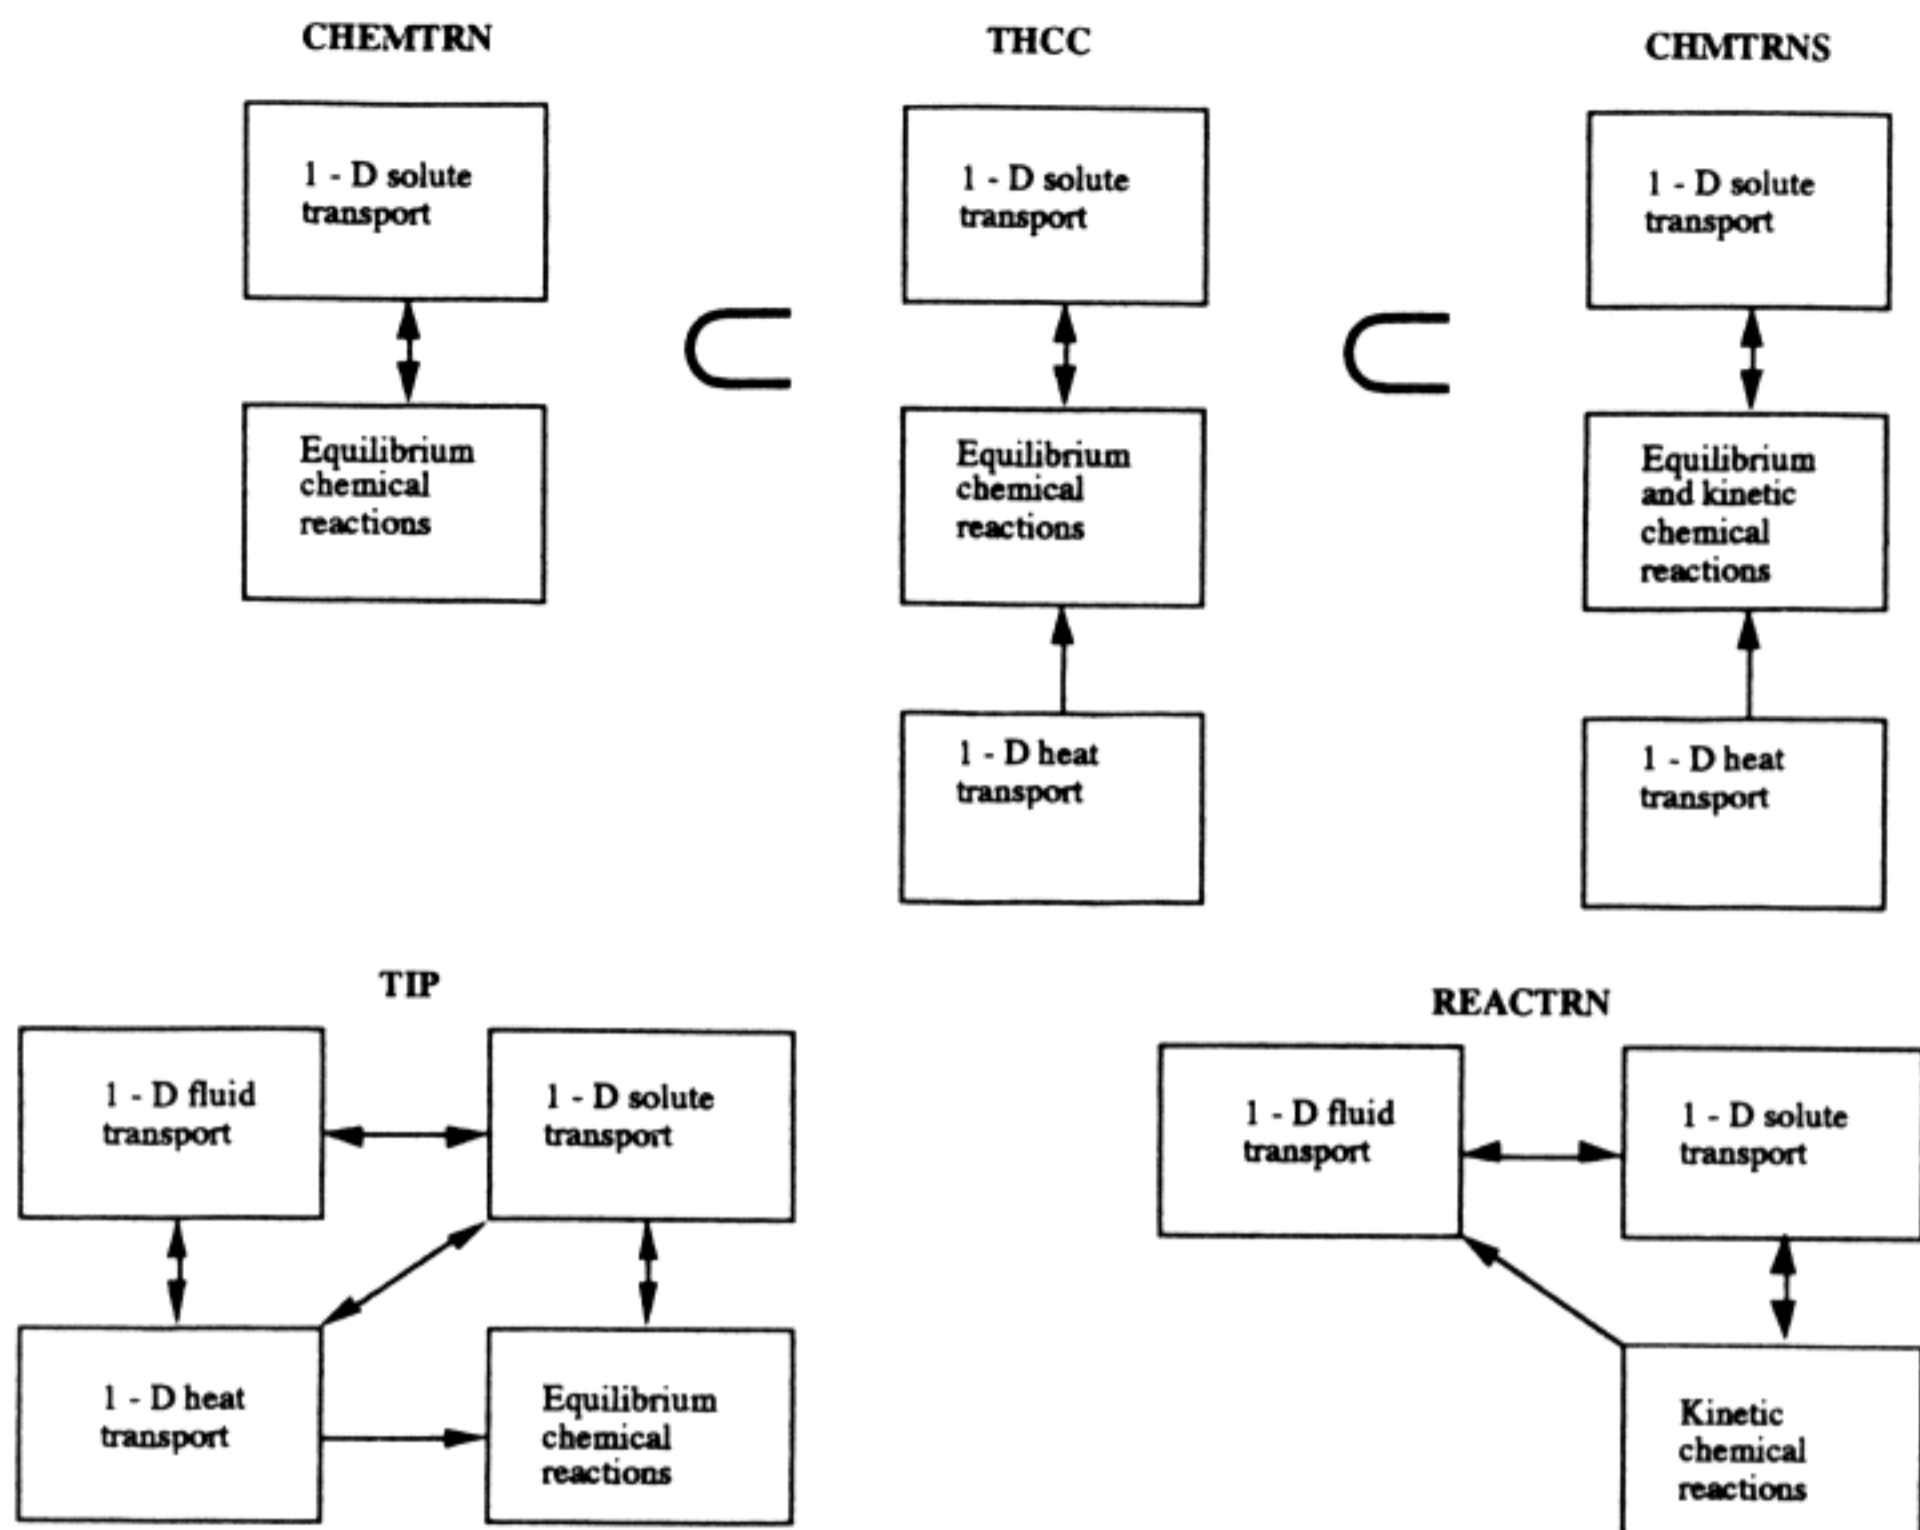 CHEMTRN
1 - D solute
transport
Equilibrium
chemical
reactions
THCC
1 - D solute
transport
Equilibrium
chemical
reactions
1 - D heat
transport
CHMTRNS
1 - D solute
transport
Equilibrium
and kinetic
chemical
reactions
1 - D heat
transport
TIP
1 - D fluid
transport
1 - D solute
transport
1 - D heat
transport
Equilibrium
chemical
reactions
REACTRN
1 - D fluid
transport
1 - D solute
transport
Kinetic
chemical
reactions